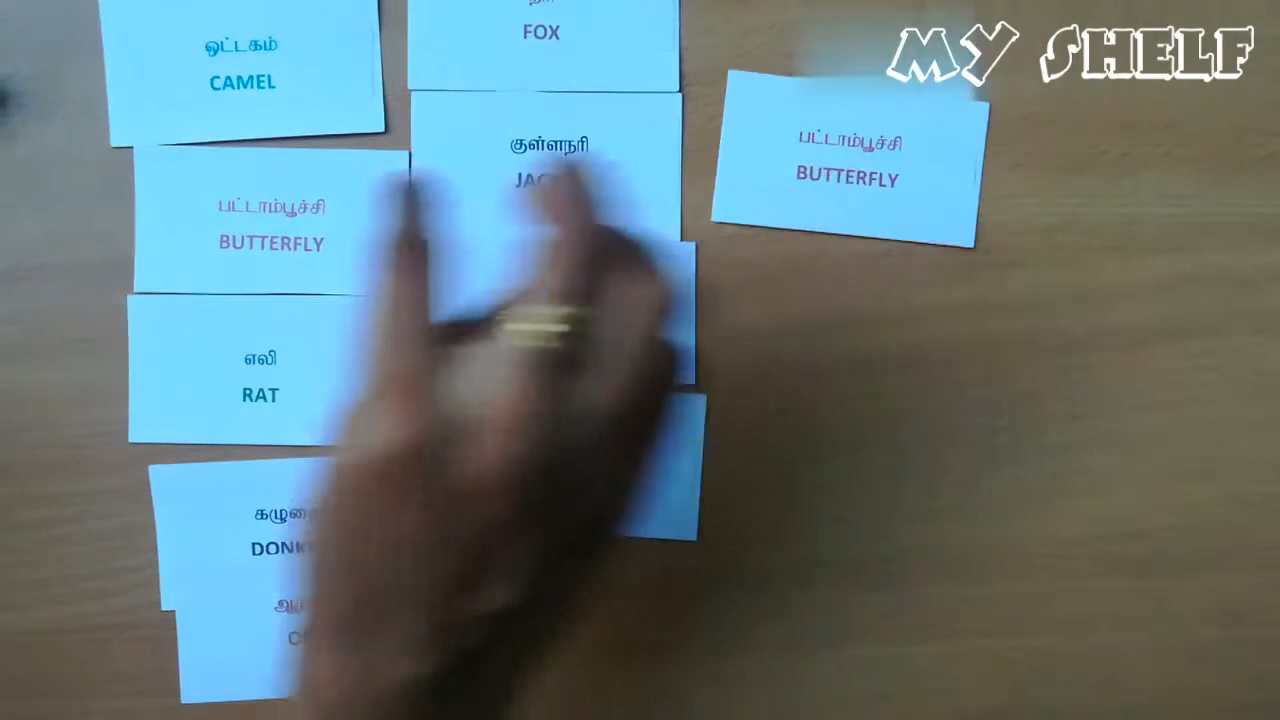 MY SHELF
ஒட்டகம்
CAMEL
FOX
குள்ளநரி
பட்டாம்பூச்சி
BUTTERFLY
பட்டாம்பூச்சி
BUTTERFLY
எலி
RAT